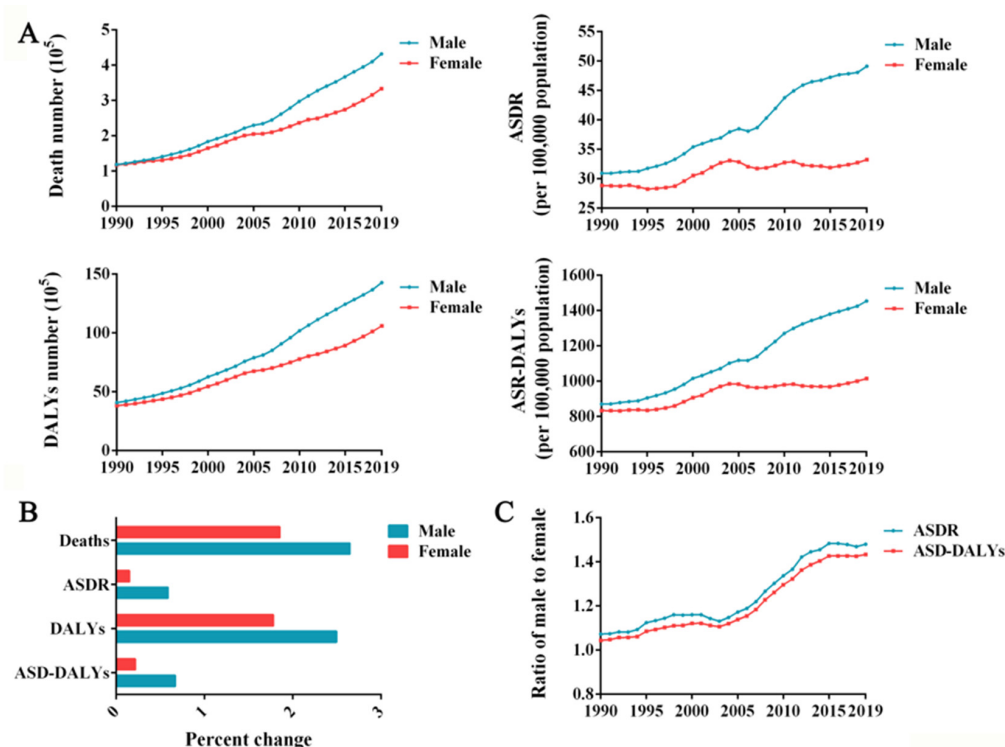 A
Death number (10⁵)
5
4
3
2
1
0
1990 1995 2000 2005 2010 2015 2019
Male
Female
ASDR
(per 100,000 population)
55
50
45
40
35
30
25
1990 1995 2000 2005 2010 2015 2019
Male
Female
DALYs number (10⁵)
150
100
50
0
1990 1995 2000 2005 2010 2015 2019
Male
Female
ASR-DALYs
(per 100,000 population)
1600
1400
1200
1000
800
600
1990 1995 2000 2005 2010 2015 2019
Male
Female
B
Deaths
ASDR
DALYs
ASD-DALYs
0 1 2 3
Percent change
Male
Female
C
Ratio of male to female
1.6
1.4
1.2
1.0
0.8
1990 1995 2000 2005 2010 2015 2019
ASDR
ASD-DALYs